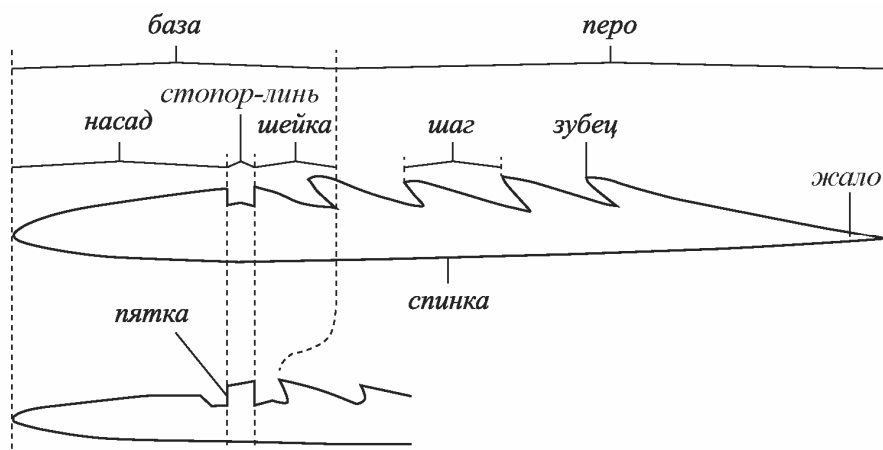 база
перо
стопор-линь
насад
шейка
шаг
зубец
жало
спинка
пятка